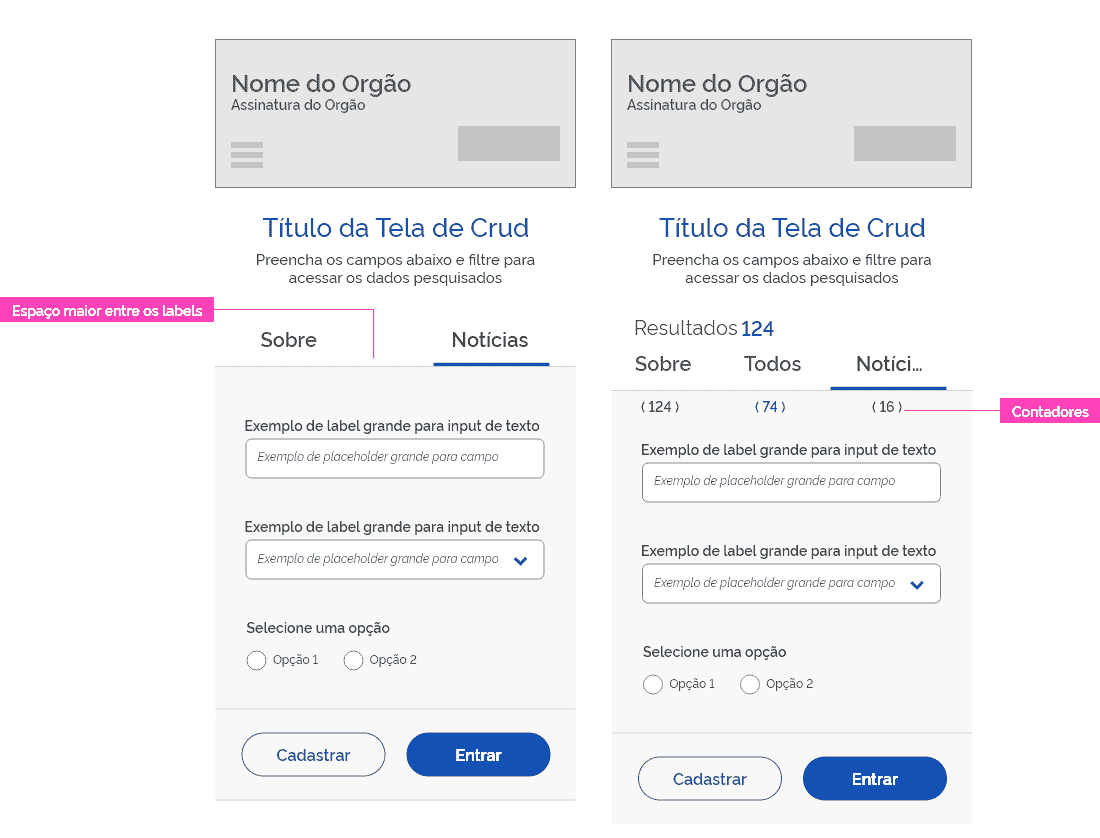 Nome do Orgão
Assinatura do Orgão
Título da Tela de Crud
Preencha os campos abaixo e filtre para
acessar os dados pesquisados
Espaço maior entre os labels
Sobre
Notícias
Exemplo de label grande para input de texto
Exemplo de placeholder grande para campo
Exemplo de label grande para input de texto
Exemplo de placeholder grande para campo
Selecione uma opção
Opção 1
Opção 2
Cadastrar
Entrar
Nome do Orgão
Assinatura do Orgão
Título da Tela de Crud
Preencha os campos abaixo e filtre para
acessar os dados pesquisados
Resultados 124
Sobre
Todos
Notíci...
( 124 )
( 74 )
( 16 )
Contadores
Exemplo de label grande para input de texto
Exemplo de placeholder grande para campo
Exemplo de label grande para input de texto
Exemplo de placeholder grande para campo
Selecione uma opção
Opção 1
Opção 2
Cadastrar
Entrar